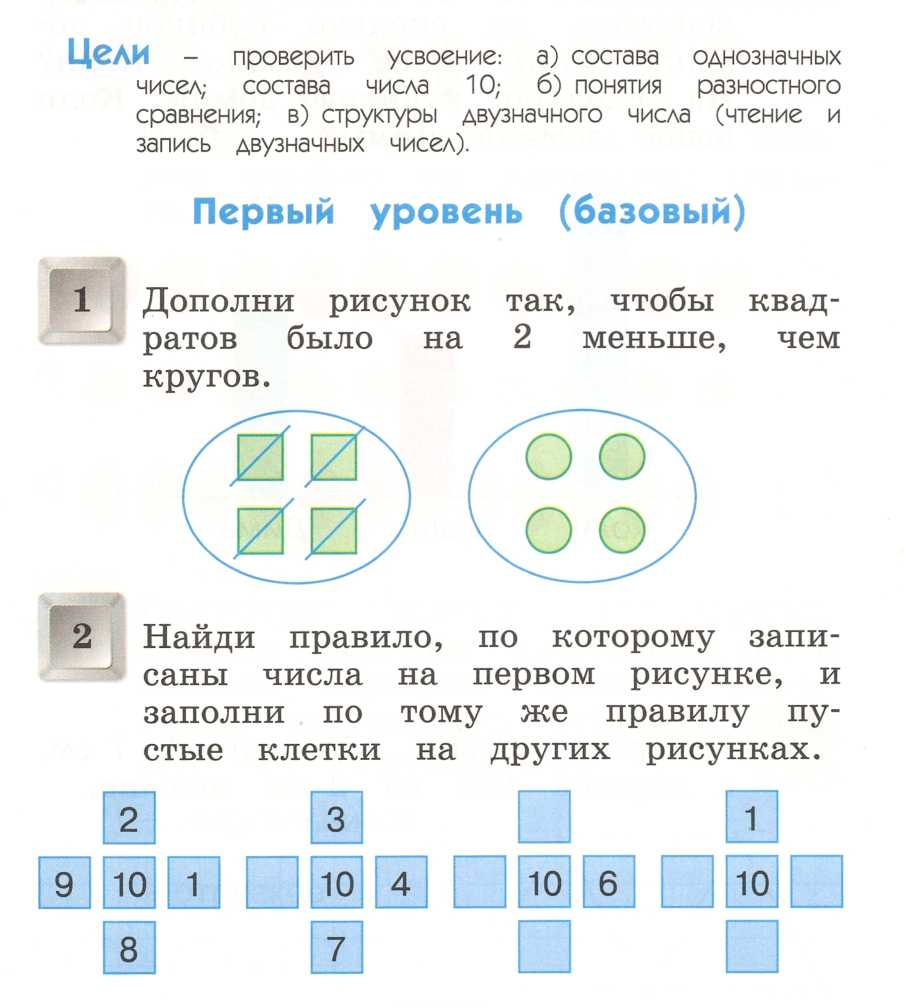 Цели – проверить усвоение: а) состава однозначных
чисел; состава числа 10; б) понятия разностного
сравнения; в) структуры двузначного числа (чтение и
запись двузначных чисел).
Первый уровень (базовый)
1 Дополни рисунок так, чтобы квад-
ратов было на 2 меньше, чем
кругов.
2 Найди правило, по которому запи-
саны числа на первом рисунке, и
заполни по тому же правилу пу-
стые клетки на других рисунках.
2 3 1
9 10 1 10 4 10 6 10
8 7